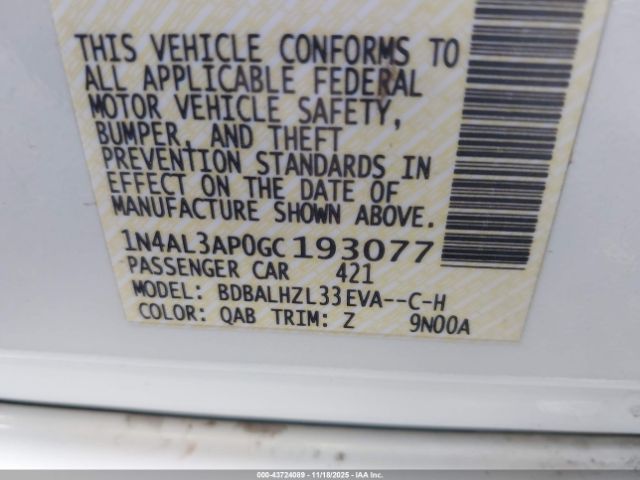 THIS VEHICLE CONFORMS TO
ALL APPLICABLE FEDERAL
MOTOR VEHICLE SAFETY,
BUMPER, AND THEFT
PREVENTION STANDARDS IN
EFFECT ON THE DATE OF
MANUFACTURE SHOWN ABOVE.
1N4AL3AP0GC193077
PASSENGER CAR 421
MODEL: BDBALHZL33EVA--C-H
COLOR: QAB TRIM: Z 9N00A
000-43724089 - 11/18/2025 - IAA Corp.